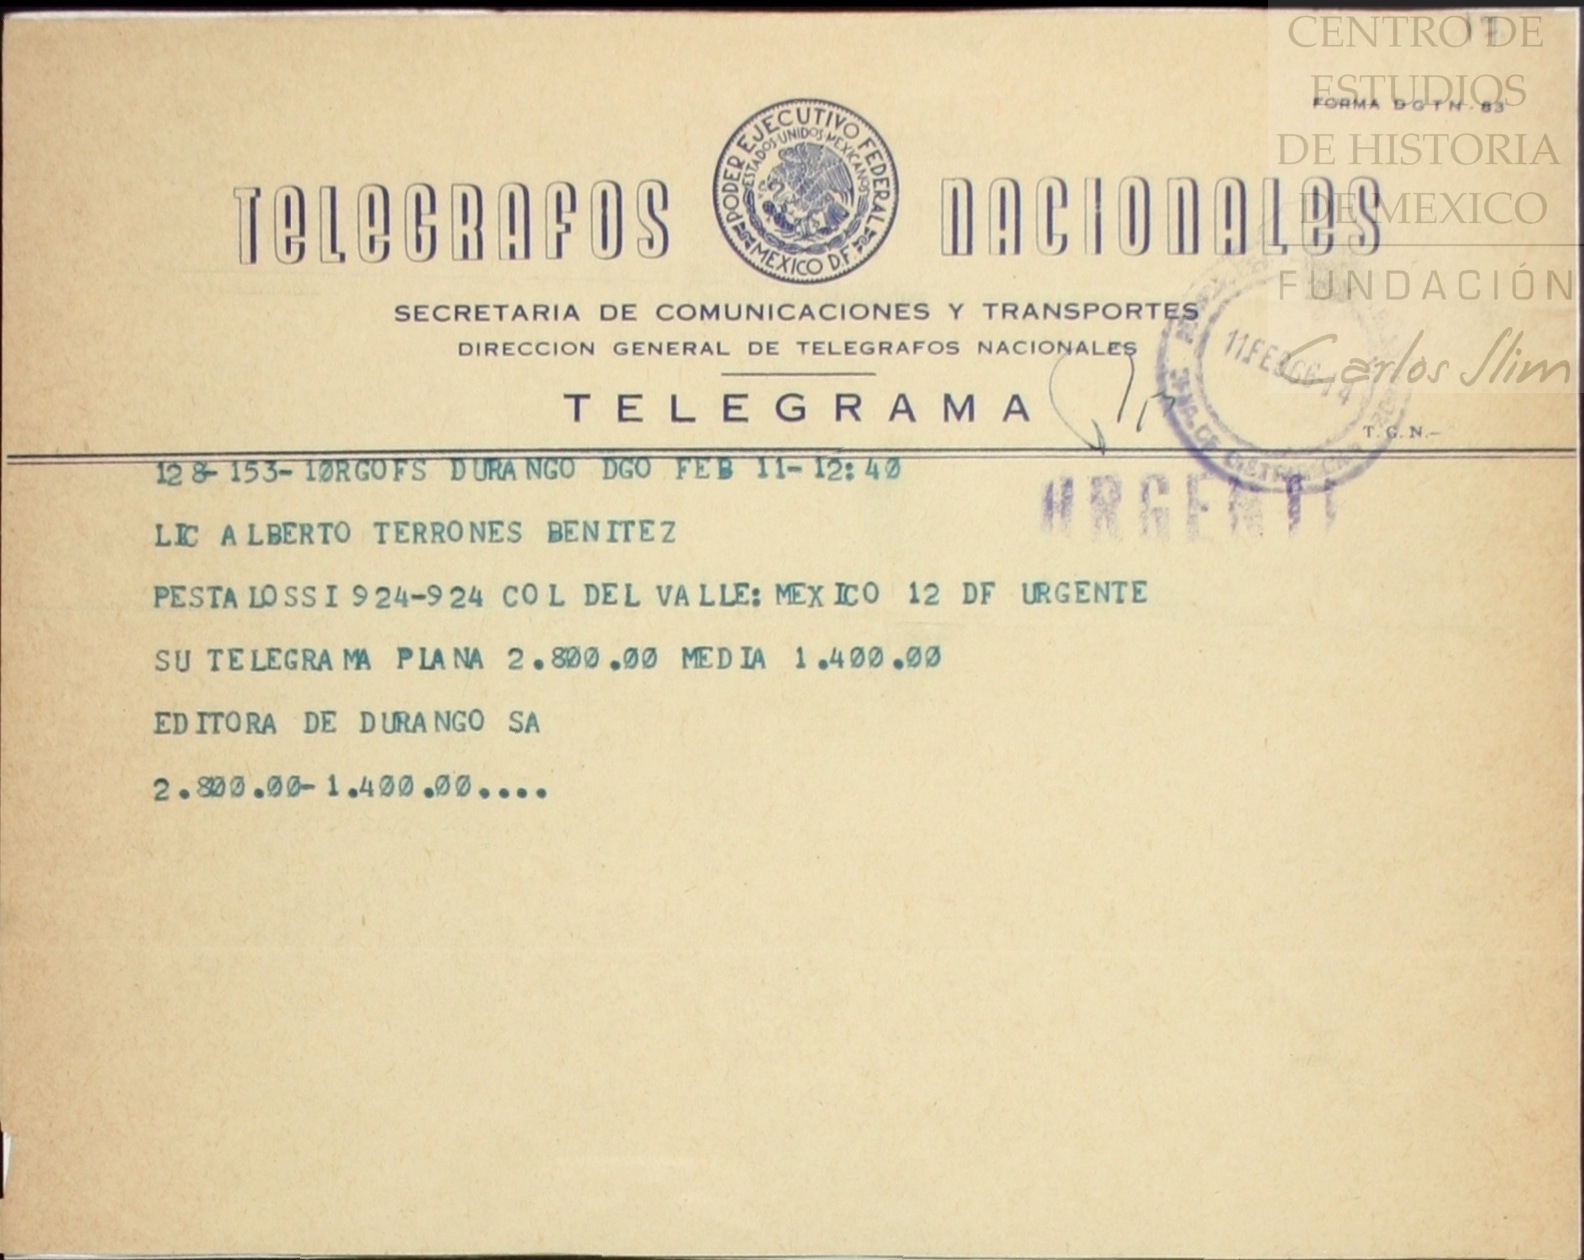 CENTRO DE
ESTUDIOS
DE HISTORIA
DE MEXICO
FUNDACIÓN
Carlos Slim
FORMA DGTN-83
TELEGRAFOS NACIONALES
PODER EJECUTIVO FEDERAL
ESTADOS UNIDOS MEXICANOS
MEXICO D.F.
SECRETARIA DE COMUNICACIONES Y TRANSPORTES
DIRECCION GENERAL DE TELEGRAFOS NACIONALES
TELEGRAMA
11 FEB 66
T. G. N.-
128-153-10RGOFS DURANGO DGO FEB 11-12:40
URGENTE
LIC ALBERTO TERRONES BENITEZ
PESTALOSSI 924-924 COL DEL VALLE: MEXICO 12 DF URGENTE
SU TELEGRAMA PLANA 2.800.00 MEDIA 1.400.00
EDITORA DE DURANGO SA
2.800.00-1.400.00....